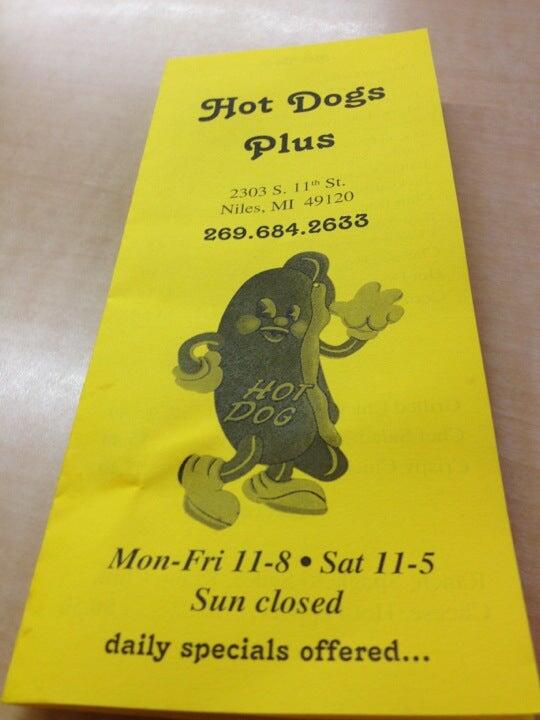 Hot Dogs
Plus
2303 S. 11th St.
Niles, MI 49120
269.684.2633
HOT
DOG
Mon-Fri 11-8 • Sat 11-5
Sun closed
daily specials offered...